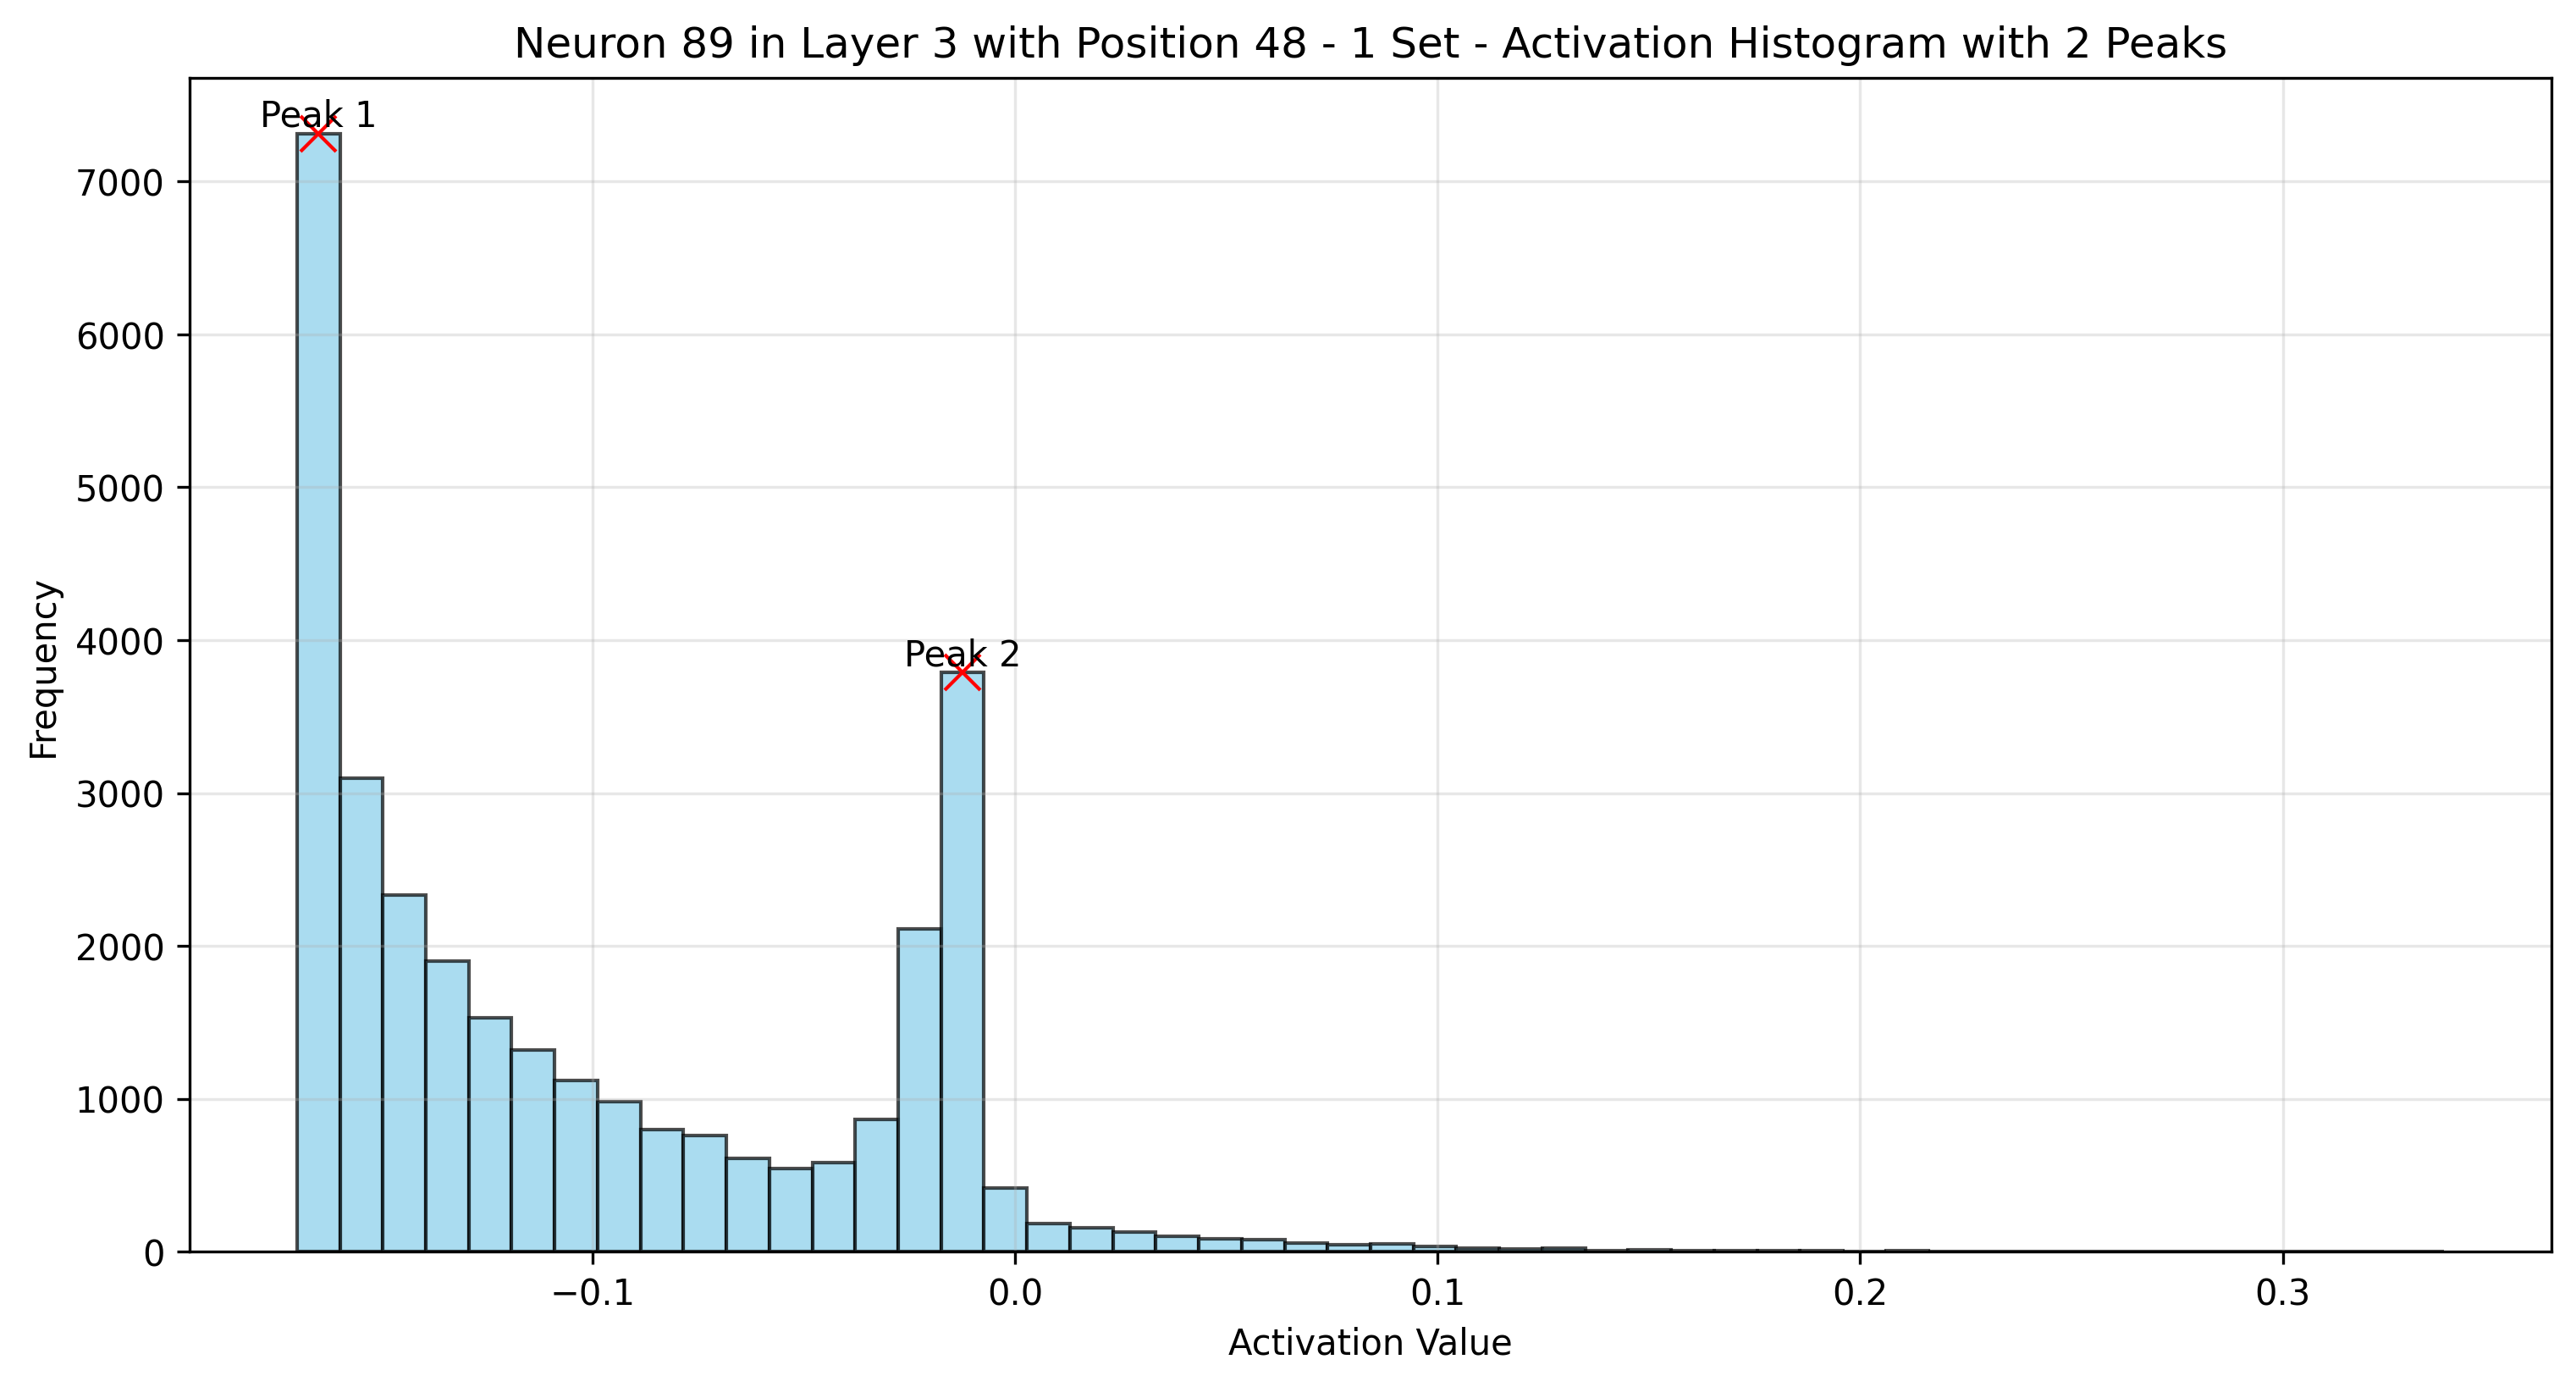 Neuron 89 in Layer 3 with Position 48 - 1 Set - Activation Histogram with 2 Peaks
Peak 1
7000
6000
5000
4000
Peak 2
Frequency
3000
2000
1000
0
−0.1
0.0
0.1
0.2
0.3
Activation Value